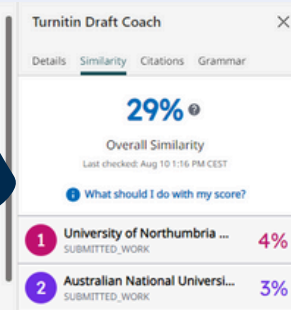 Turnitin Draft Coach
Details Similarity Citations Grammar
29%
Overall Similarity
Last checked: Aug 10 1:16 PM CEST
What should I do with my score?
1 University of Northumbria ... 4%
SUBMITTED_WORK
2 Australian National Universi... 3%
SUBMITTED_WORK